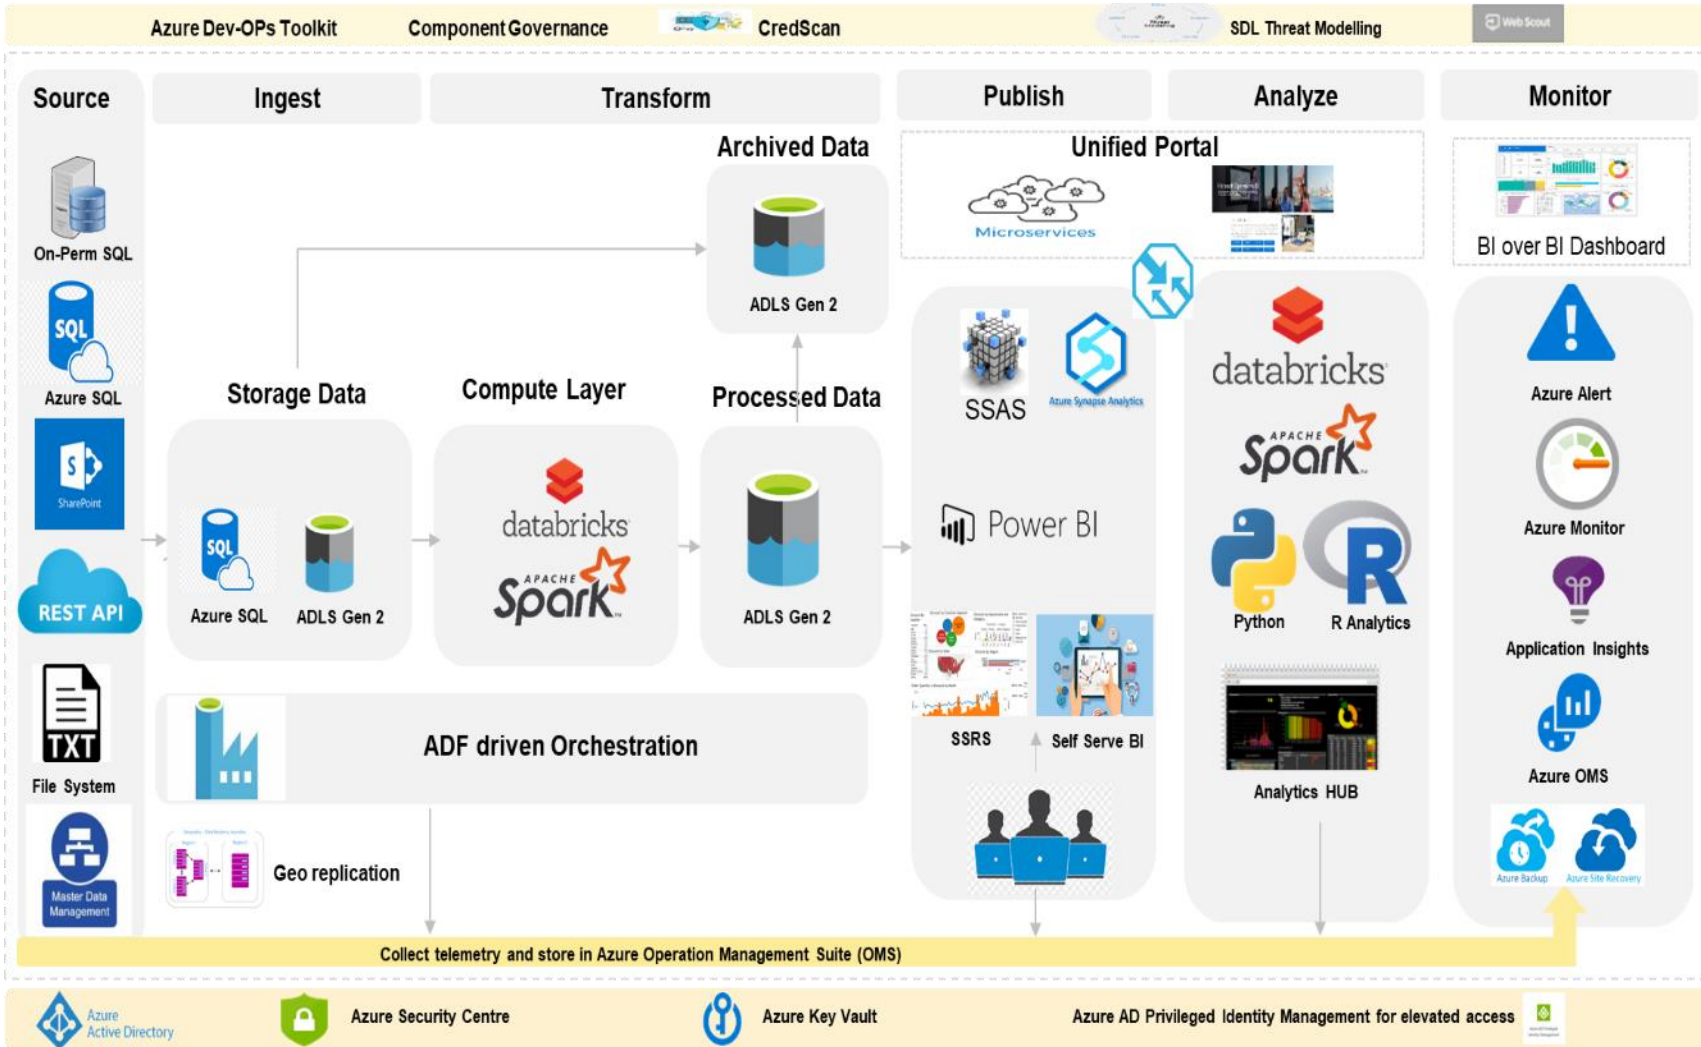 Azure Dev-OPs Toolkit
Component Governance
CredScan
SDL Threat Modelling
Web Scout
Source
Ingest
Transform
Publish
Analyze
Monitor
On-Perm SQL
SQL
Azure SQL
S
SharePoint
REST API
TXT
File System
Master Data
Management
Storage Data
SQL
Azure SQL
ADLS Gen 2
Compute Layer
databricks
APACHE
Spark
Archived Data
ADLS Gen 2
Processed Data
ADLS Gen 2
ADF driven Orchestration
Geo replication
Unified Portal
Microservices
SSAS
Azure Synapse Analytics
Power BI
SSRS
Self Serve BI
databricks
APACHE
Spark
Python
R
R Analytics
Analytics HUB
BI over BI Dashboard
Azure Alert
Azure Monitor
Application Insights
Azure OMS
Azure Backup
Azure Site Recovery
Collect telemetry and store in Azure Operation Management Suite (OMS)
Azure
Active Directory
Azure Security Centre
Azure Key Vault
Azure AD Privileged Identity Management for elevated access